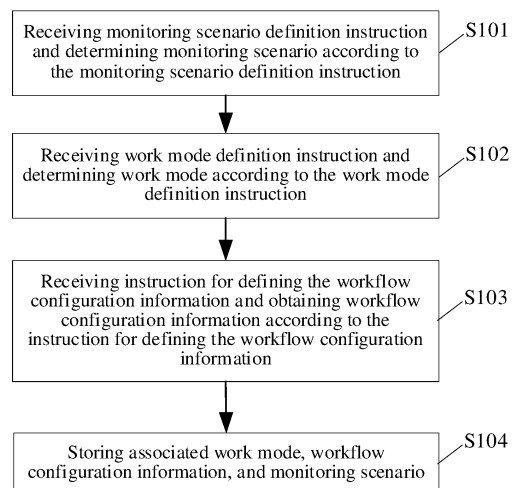 Receiving monitoring scenario definition instruction
and determining monitoring scenario according to
the monitoring scenario definition instruction
S101
Receiving work mode definition instruction and
determining work mode according to the work mode
definition instruction
S102
Receiving instruction for defining the workflow
configuration information and obtaining workflow
configuration information according to the
instruction for defining the workflow configuration
information
S103
Storing associated work mode, workflow
configuration information, and monitoring scenario
S104